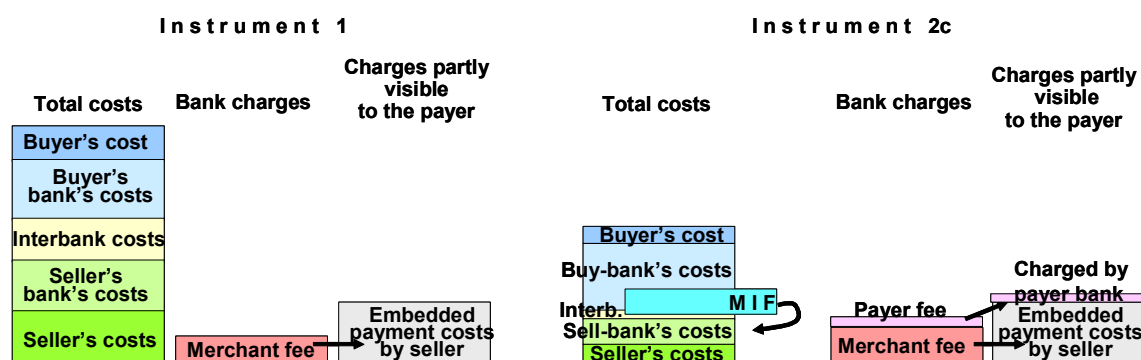 Instrument 1
Total costs
Bank charges
Charges partly
visible
to the payer
Buyer's cost
Buyer's
bank's costs
Interbank costs
Seller's
bank's costs
Seller's costs
Merchant fee
Embedded
payment costs
by seller
Instrument 2c
Total costs
Bank charges
Charges partly
visible
to the payer
Buyer's cost
Buy-bank's costs
Interb.
MIF
Sell-bank's costs
Seller's costs
Payer fee
Merchant fee
Charged by
payer bank
Embedded
payment costs
by seller